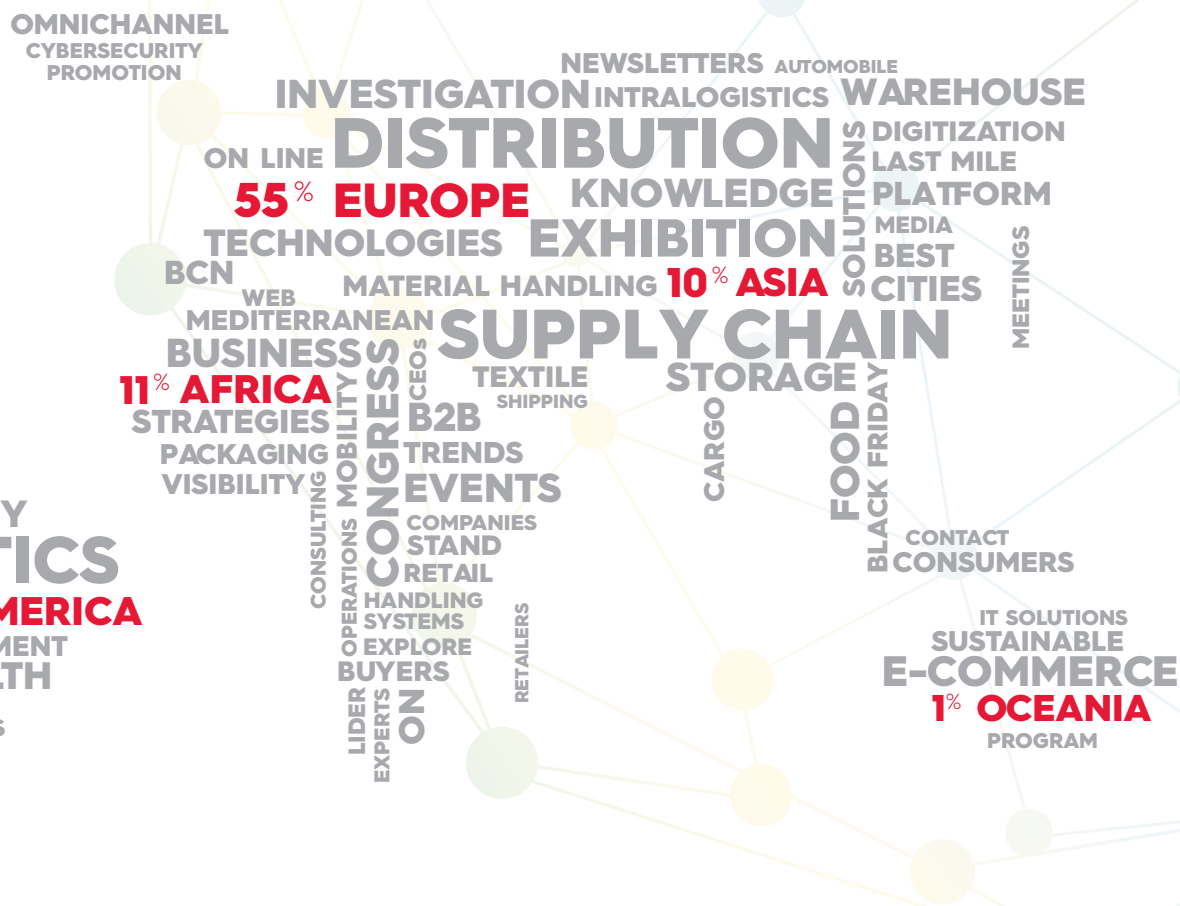 OMNICHANNEL
CYBERSECURITY
PROMOTION
NEWSLETTERS AUTOMOBILE
INVESTIGATION INTRALOGISTICS WAREHOUSE
DISTRIBUTION
SOLUTIONS
DIGITIZATION
ON LINE
LAST MILE
55% EUROPE
KNOWLEDGE
PLATFORM
TECHNOLOGIES
EXHIBITION
MEDIA
BEST
MEETINGS
BCN
WEB
MATERIAL HANDLING
10% ASIA
CITIES
MEDITERRANEAN
SUPPLY CHAIN
BUSINESS
CONGRESS
CEOs
TEXTILE
STORAGE
11% AFRICA
SHIPPING
STRATEGIES
MOBILITY
B2B
CARGO
FOOD
BLACK FRIDAY
PACKAGING
TRENDS
VISIBILITY
EVENTS
CONSULTING
OPERATIONS
COMPANIES
STAND
RETAIL
CONTACT
CONSUMERS
Y
TICS
MERICA
MENT
LTH
S
HANDLING
SYSTEMS
EXPLORE
BUYERS
RETAILERS
LIDER
EXPERTS
ON
IT SOLUTIONS
SUSTAINABLE
E-COMMERCE
1% OCEANIA
PROGRAM